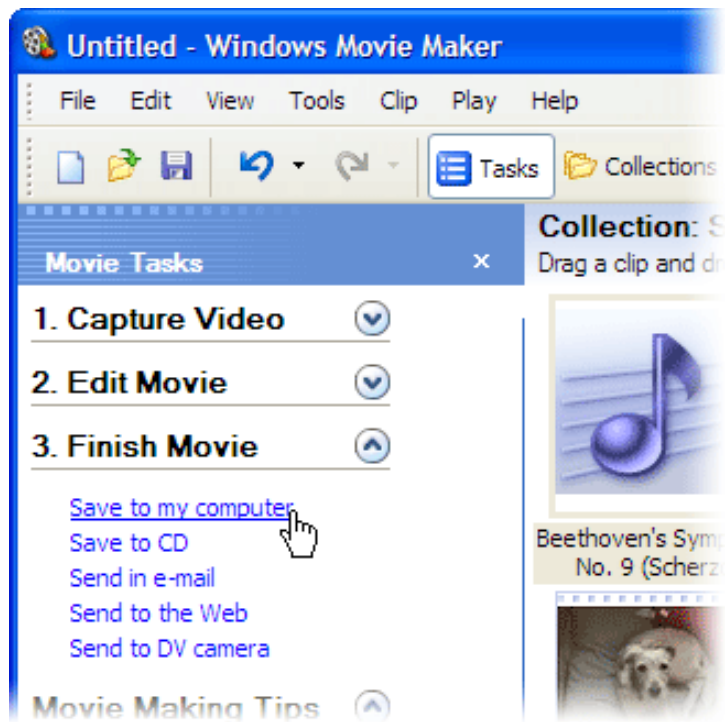 Untitled - Windows Movie Maker
File Edit View Tools Clip Play Help
Tasks Collections
Movie Tasks
Collection:
Drag a clip and
1. Capture Video
2. Edit Movie
3. Finish Movie
Save to my computer
Save to CD
Send in e-mail
Send to the Web
Send to DV camera
Beethoven's
No. 9
Movie Making Tips